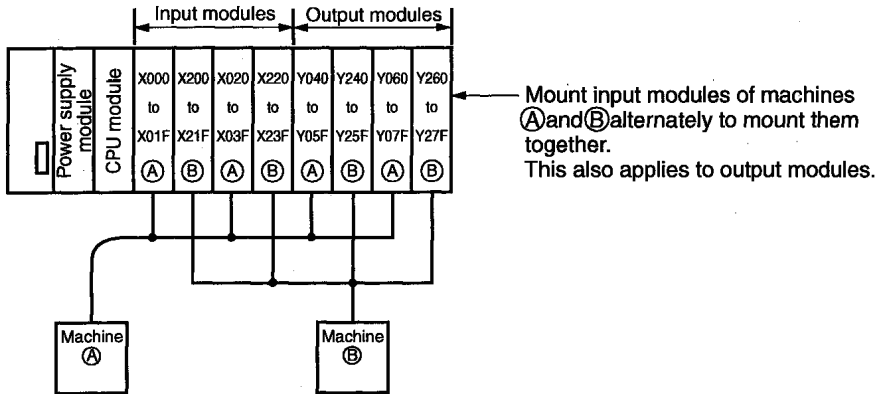 Input modules Output modules
Power supply module
CPU module
X000 to X01F Ⓐ
X200 to X21F Ⓑ
X020 to X03F Ⓐ
X220 to X23F Ⓑ
Y040 to Y05F Ⓐ
Y240 to Y25F Ⓑ
Y060 to Y07F Ⓐ
Y260 to Y27F Ⓑ
Mount input modules of machines
Ⓐand Ⓑalternately to mount them
together.
This also applies to output modules.
Machine
Ⓐ
Machine
Ⓑ